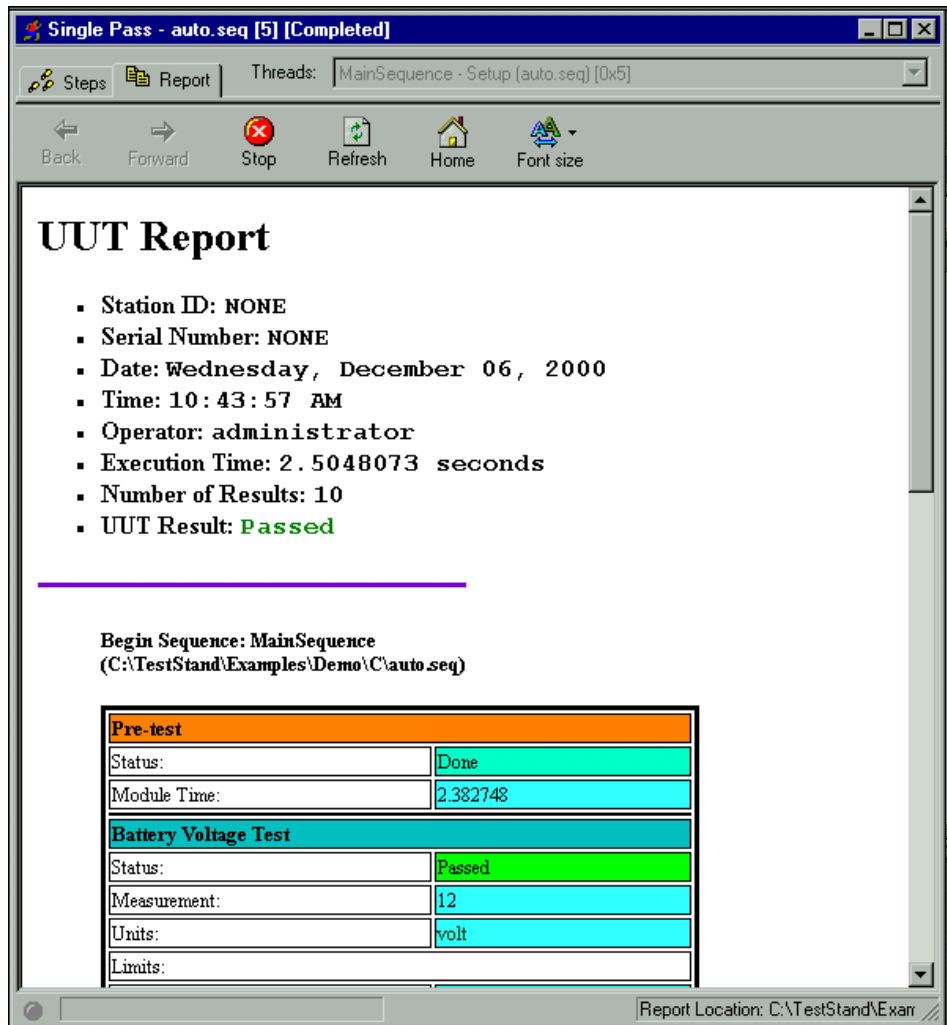 Single Pass - auto.seq [5] [Completed]
Steps
Report
Threads:
MainSequence - Setup (auto.seq) [0x5]
Back
Forward
Stop
Refresh
Home
Font size
UUT Report
Station ID: NONE
Serial Number: NONE
Date: Wednesday, December 06, 2000
Time: 10:43:57 AM
Operator: administrator
Execution Time: 2.5048073 seconds
Number of Results: 10
UUT Result: Passed
Begin Sequence: MainSequence
(C:\TestStand\Examples\Demo\C\auto.seq)
Pre-test
Status: Done
Module Time: 2.382748
Battery Voltage Test
Status: Passed
Measurement: 12
Units: volt
Limits:
Report Location: C:\TestStand\Exam